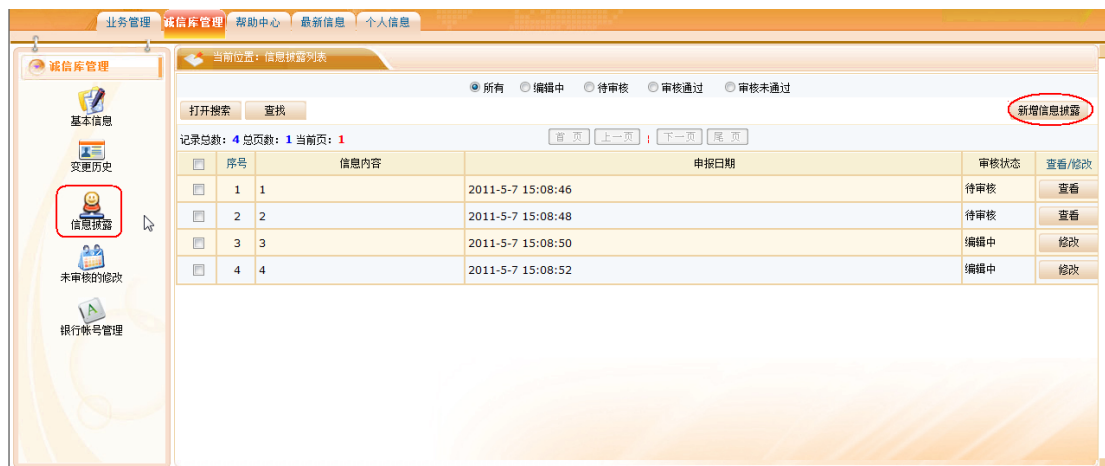 业务管理 诚信库管理 帮助中心 最新信息 个人信息
诚信库管理
基本信息
变更历史
信息披露
未审核的修改
银行帐号管理
当前位置：信息披露列表
所有 编辑中 待审核 审核通过 审核未通过
打开搜索 查找 新增信息披露
记录总数：4 总页数：1 当前页：1 首 页 上一页 下一页 尾 页
序号 信息内容 申报日期 审核状态 查看/修改
1 1 2011-5-7 15:08:46 待审核 查看
2 2 2011-5-7 15:08:48 待审核 查看
3 3 2011-5-7 15:08:50 编辑中 修改
4 4 2011-5-7 15:08:52 编辑中 修改